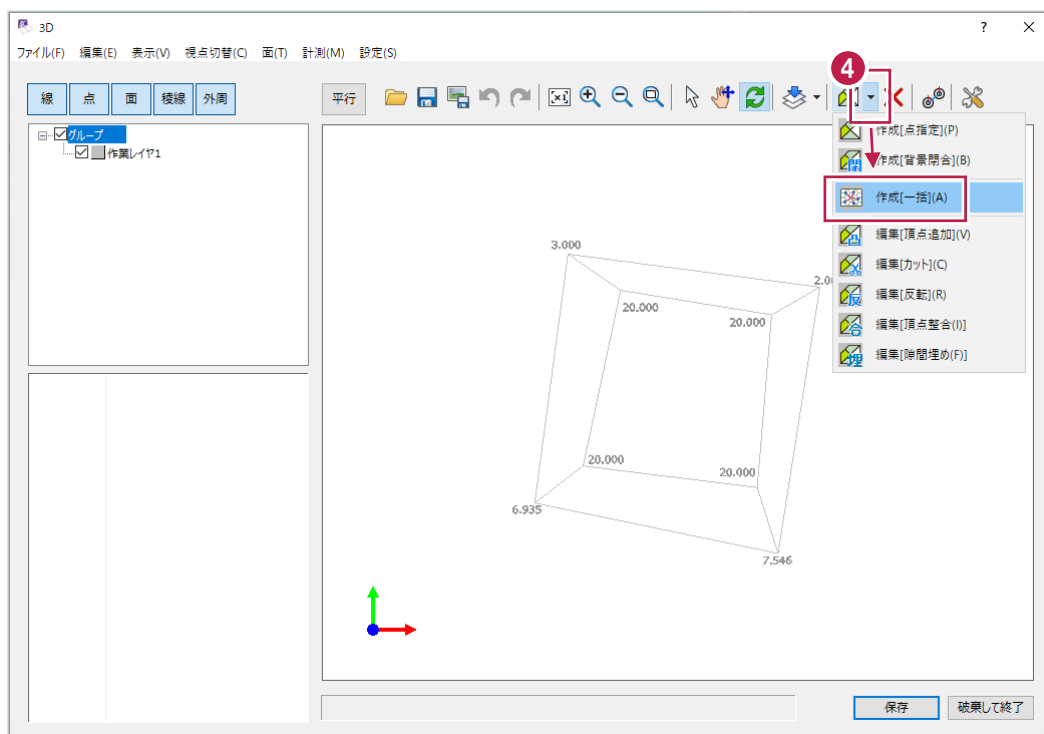 3D
ファイル(F) 編集(E) 表示(V) 視点切替(C) 面(T) 計測(M) 設定(S)
4
線 点 面 稜線 外周 平行
グループ
作業レイヤ1
作成[点指定](P)
作成[背景閉合](B)
作成[一括](A)
編集[頂点追加](V)
編集[カット](C)
編集[反転](R)
編集[頂点整合(I)]
編集[隙間埋め(F)]
3.000
20.000
20.000
20.000
20.000
6.935
7.546
保存 破棄して終了